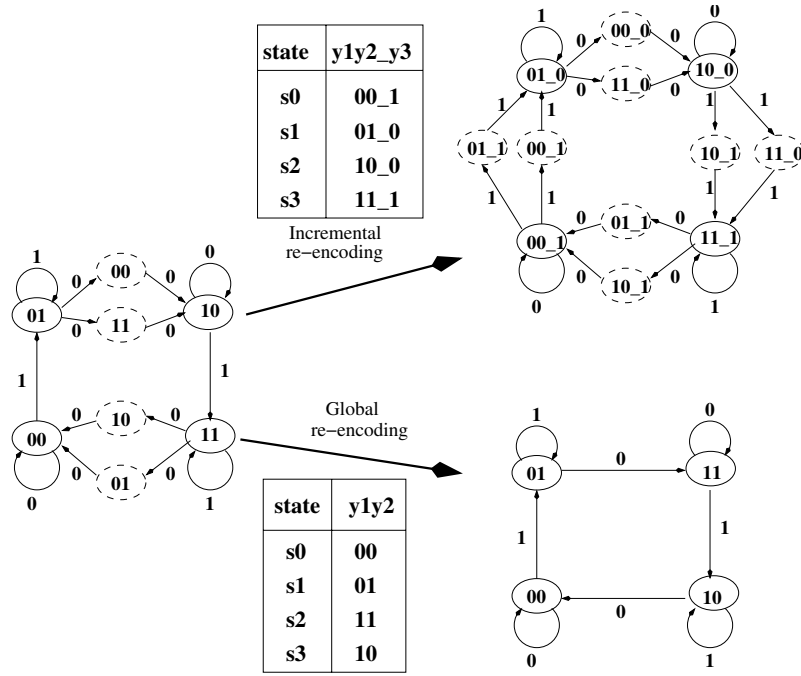 state y1y2_y3
s0 00_1
s1 01_0
s2 10_0
s3 11_1
Incremental
re-encoding
1 0
0 00_0 0
01_0 10_0
0 11_0 0
1 1 1 1
01_1 00_1 10_1 11_0
1 1 1 1
0 01_1 0
00_1 11_1
0 10_1 0
0 1
1 0
0 00 0
01 10
0 11 0
1 1
0 10 0
00 11
0 01 0
0 1
Global
re-encoding
state y1y2
s0 00
s1 01
s2 11
s3 10
1 0
01 0 11
1 1
00 0 10
0 1